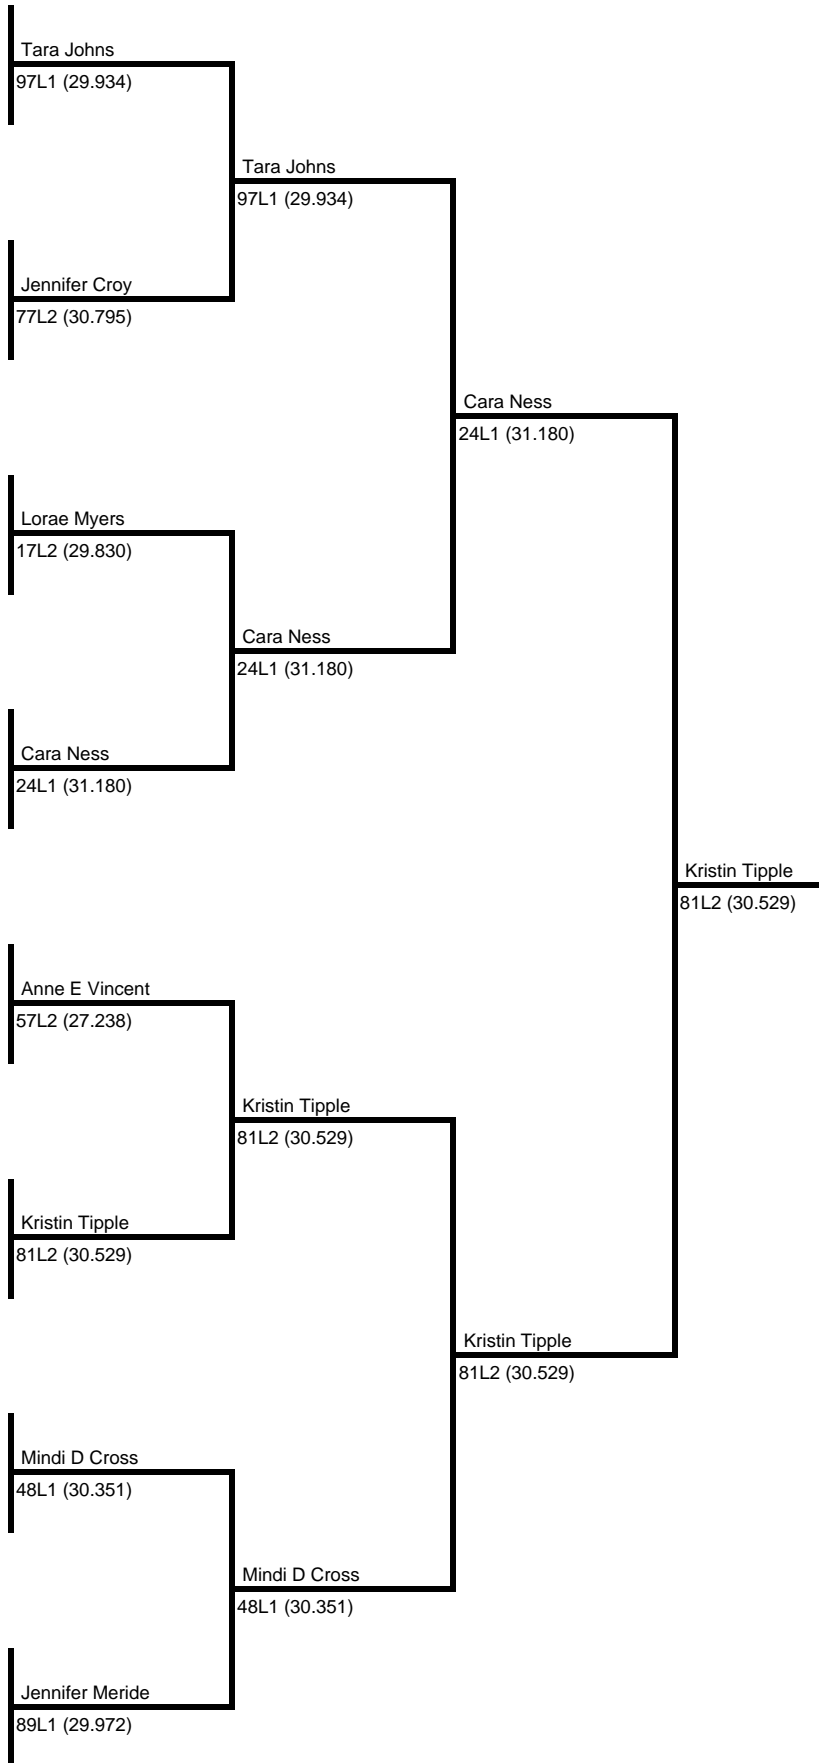 Tara Johns
97L1 (29.934)
Tara Johns
97L1 (29.934)
Jennifer Croy
77L2 (30.795)
Cara Ness
24L1 (31.180)
Lorae Myers
17L2 (29.830)
Cara Ness
24L1 (31.180)
Cara Ness
24L1 (31.180)
Kristin Tipple
81L2 (30.529)
Anne E Vincent
57L2 (27.238)
Kristin Tipple
81L2 (30.529)
Kristin Tipple
81L2 (30.529)
Kristin Tipple
81L2 (30.529)
Mindi D Cross
48L1 (30.351)
Mindi D Cross
48L1 (30.351)
Jennifer Meride
89L1 (29.972)